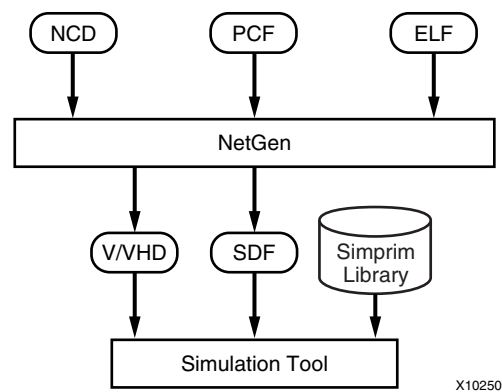 NCD
PCF
ELF
NetGen
V/VHD
SDF
Simprim
Library
Simulation Tool
X10250